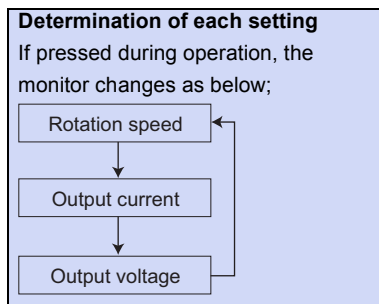 Determination of each setting
If pressed during operation, the
monitor changes as below;
Rotation speed
Output current
Output voltage